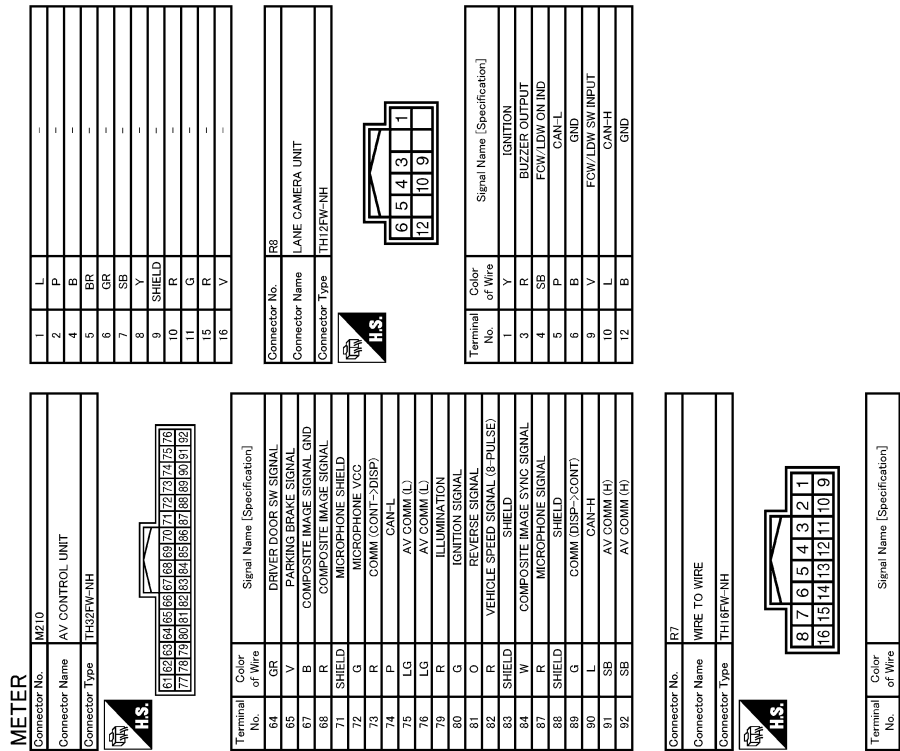 METER
Connector No. M210
Connector Name AV CONTROL UNIT
Connector Type TH32FW-NH
H.S.
61 62 63 64 65 66 67 68 69 70 71 72 73 74 75 76
77 78 79 80 81 82 83 84 85 86 87 88 89 90 91 92
Terminal No. Color of Wire Signal Name [Specification]
64 GR DRIVER DOOR SW SIGNAL
65 V PARKING BRAKE SIGNAL
67 B COMPOSITE IMAGE SIGNAL GND
68 R COMPOSITE IMAGE SIGNAL
71 SHIELD MICROPHONE SHIELD
72 G MICROPHONE VCC
73 R COMM (CONT->DISP)
74 P CAN-L
75 LG AV COMM (L)
76 LG AV COMM (L)
79 R ILLUMINATION
80 G IGNITION SIGNAL
81 O REVERSE SIGNAL
82 R VEHICLE SPEED SIGNAL (8-PULSE)
83 SHIELD SHIELD
84 W COMPOSITE IMAGE SYNC SIGNAL
87 R MICROPHONE SIGNAL
88 SHIELD SHIELD
89 G COMM (DISP->CONT)
90 L CAN-H
91 SB AV COMM (H)
92 SB AV COMM (H)
Connector No. R7
Connector Name WIRE TO WIRE
Connector Type TH16FW-NH
H.S.
8 7 6 5 4 3 2 1
16 15 14 13 12 11 10 9
Terminal No. Color of Wire Signal Name [Specification]
1 L -
2 P -
4 B -
5 BR -
6 GR -
7 SB -
8 Y -
9 SHIELD -
10 R -
11 G -
15 R -
16 V -
Connector No. R8
Connector Name LANE CAMERA UNIT
Connector Type TH12FW-NH
H.S.
6 5 4 3 1
12 10 9
Terminal No. Color of Wire Signal Name [Specification]
1 Y IGNITION
3 R BUZZER OUTPUT
4 SB FCW/LDW ON IND
5 P CAN-L
6 B GND
9 V FCW/LDW SW INPUT
10 L CAN-H
12 B GND